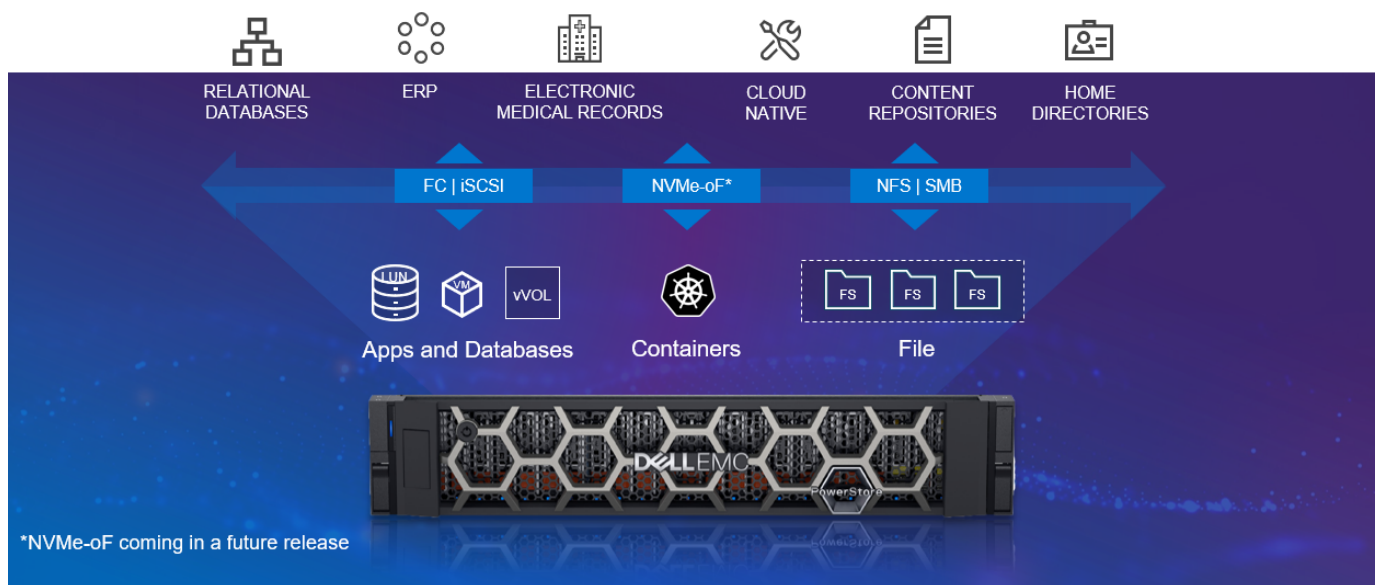 RELATIONAL
DATABASES
ERP
ELECTRONIC
MEDICAL RECORDS
CLOUD
NATIVE
CONTENT
REPOSITORIES
HOME
DIRECTORIES
FC | iSCSI
NVMe-oF*
NFS | SMB
LUN
VM
vVOL
FS
FS
FS
Apps and Databases
Containers
File
DELLEMC
PowerStore
*NVMe-oF coming in a future release